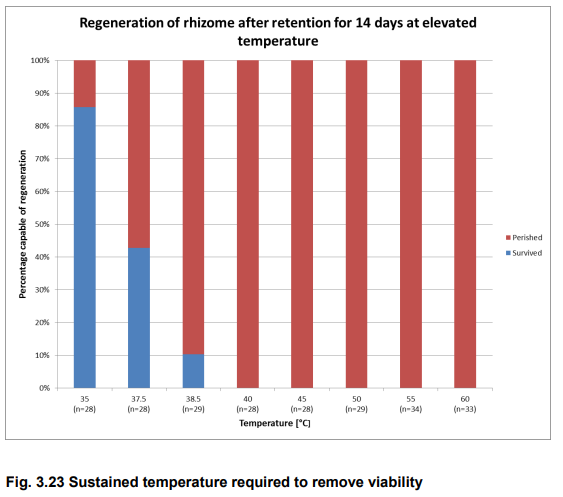 Regeneration of rhizome after retention for 14 days at elevated
temperature
100%
90%
80%
70%
60%
50%
40%
30%
20%
10%
0%
Percentage capable of regeneration
35 37.5 38.5 40 45 50 55 60
(n=28) (n=28) (n=29) (n=28) (n=28) (n=29) (n=34) (n=33)
Temperature [°C]
Perished
Survived
Fig. 3.23 Sustained temperature required to remove viability